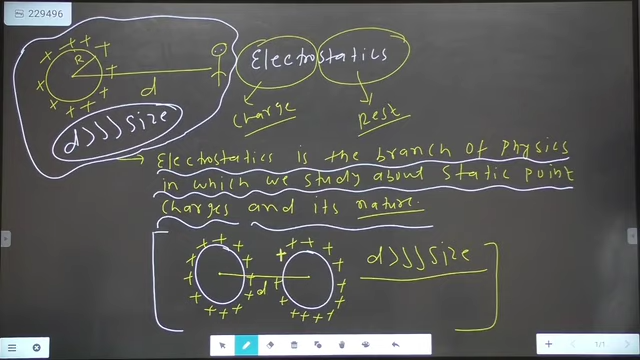 229496
R
d
d>>>Size
Electrostatics
Charge
Rest
→ Electrostatics is the branch of physics
in which we study about Static point
Charges and its nature.
d
d>>>Size
1/1